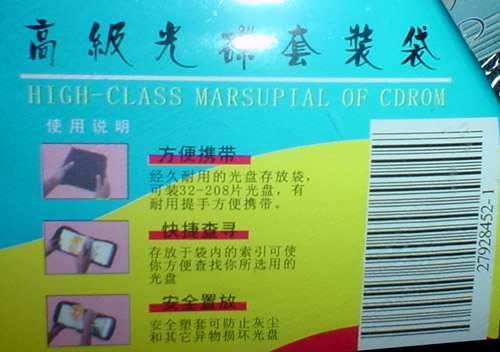 高級光碟套裝袋
HIGH-CLASS MARSUPIAL OF CDROM
使用说明
方便携带
经久耐用的光盘存放袋,
可装32-208片光盘,有
耐用提手方便携带。
快捷查寻
存放于袋内的索引可使
你方便查找你所选用的
光盘
安全置放
安全塑套可防止灰尘
和其它异物损坏光盘
27928452-1